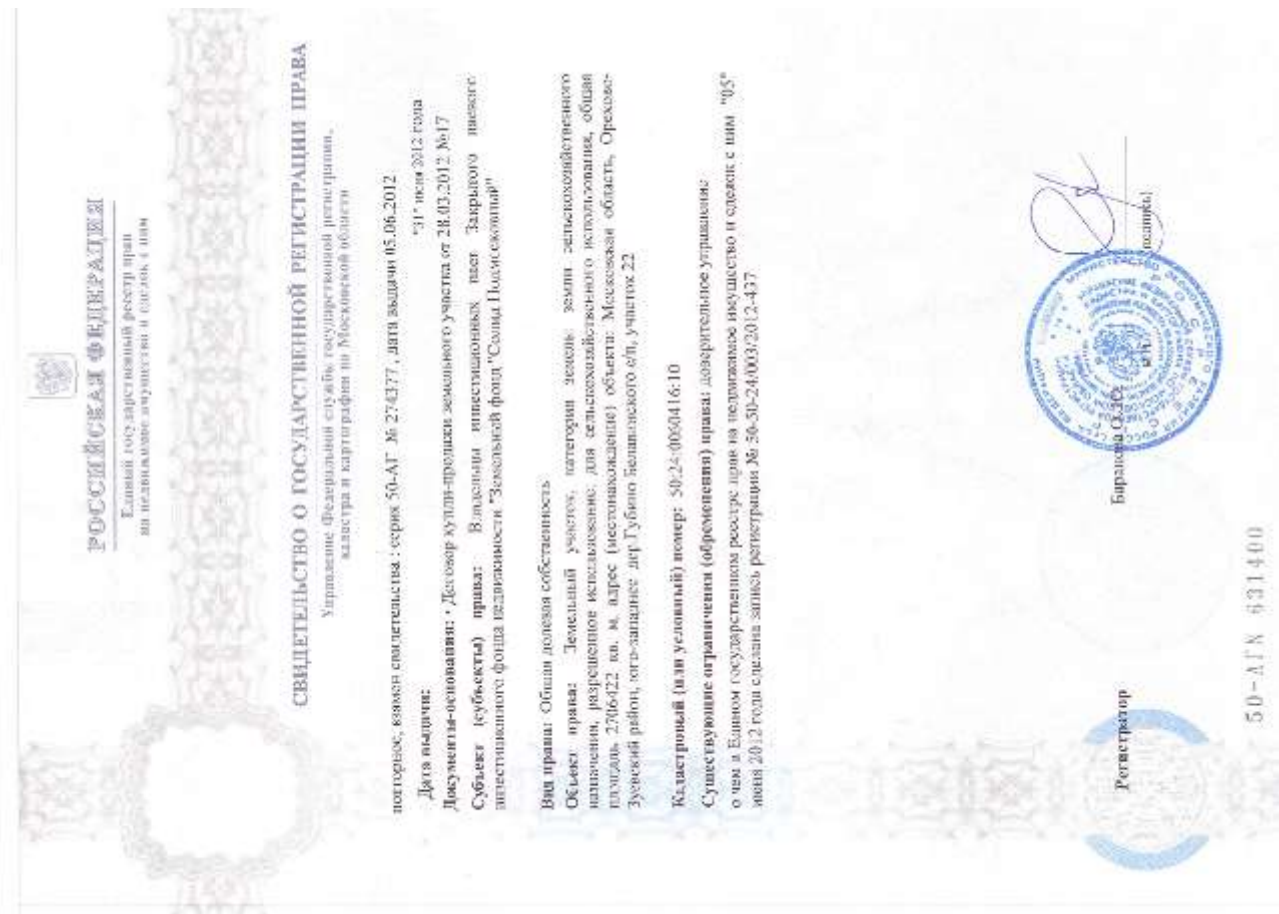 РОССИЙСКАЯ ФЕДЕРАЦИЯ
Единый государственный реестр прав
на недвижимое имущество и сделок с ним
СВИДЕТЕЛЬСТВО О ГОСУДАРСТВЕННОЙ РЕГИСТРАЦИИ ПРАВА
Управление Федеральной службы государственной регистрации,
кадастра и картографии по Московской области
повторное, взамен свидетельства : серия 50-АГ № 274377 , дата выдачи 05.06.2012
Дата выдачи: 2012 года
Документы-основания: • Договор купли-продажи земельного участка от 28.03.2012 №17
Субъект (субъекты) права: Владельцы инвестиционных паев Закрытого паевого
инвестиционного фонда недвижимости "Земельный фонд "Солид Подмосковный"
Вид права: Общая долевая собственность
Объект права: Земельный участок, категория земель: земли сельскохозяйственного
назначения, разрешенное использование: для сельскохозяйственного использования, общая
площадь 2706422 кв. м, адрес (местонахождение) объекта: Московская область, Орехово-
Зуевский район, юго-западнее дер Губино Белавинского с/п, участок 22
Кадастровый (или условный) номер: 50:24:0060416:10
Существующие ограничения (обременения) права: доверительное управление
о чем в Едином государственном реестре прав на недвижимое имущество и сделок с ним "05"
июня 2012 года сделана запись регистрации № 50-50-24/003/2012-437
Регистратор Баранова О.Ю.
(подпись)
50-АГN 631400